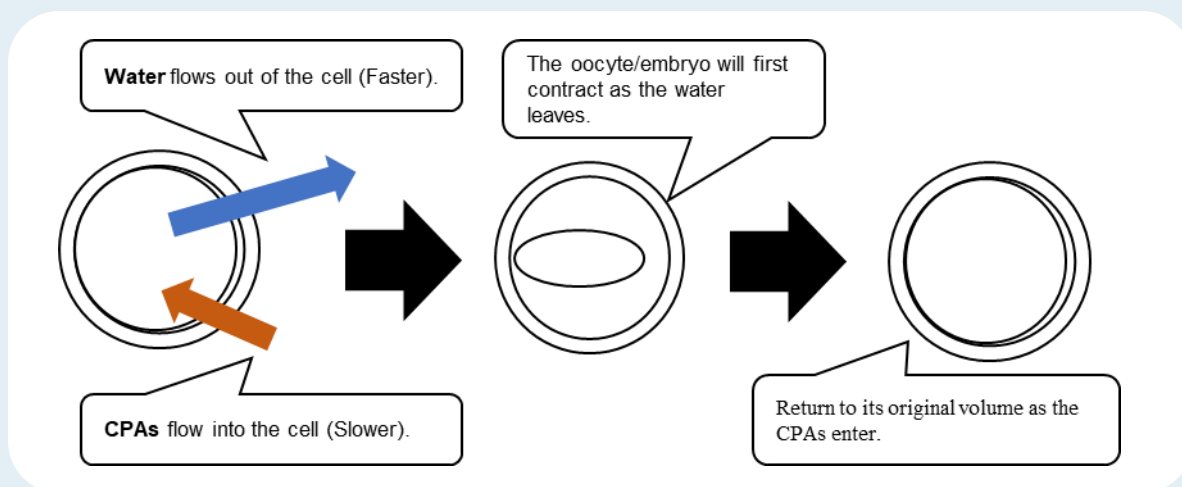 Water flows out of the cell (Faster).
The oocyte/embryo will first
contract as the water
leaves.
CPAs flow into the cell (Slower).
Return to its original volume as the
CPAs enter.